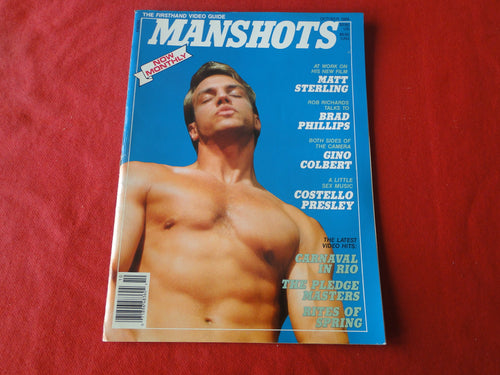 THE FIRSTHAND VIDEO GUIDE
MANSHOTS
NOW
MONTHLY
AT WORK ON
HIS NEW FILM
MATT
STERLING
ROB RICHARDS
TALKS TO
BRAD
PHILLIPS
BOTH SIDES OF
THE CAMERA
GINO
COLBERT
A LITTLE
SEX MUSIC
COSTELLO
PRESLEY
THE LATEST
VIDEO HITS:
CARNAVAL
IN RIO
THE PLEDGE
MASTERS
RITES OF
SPRING